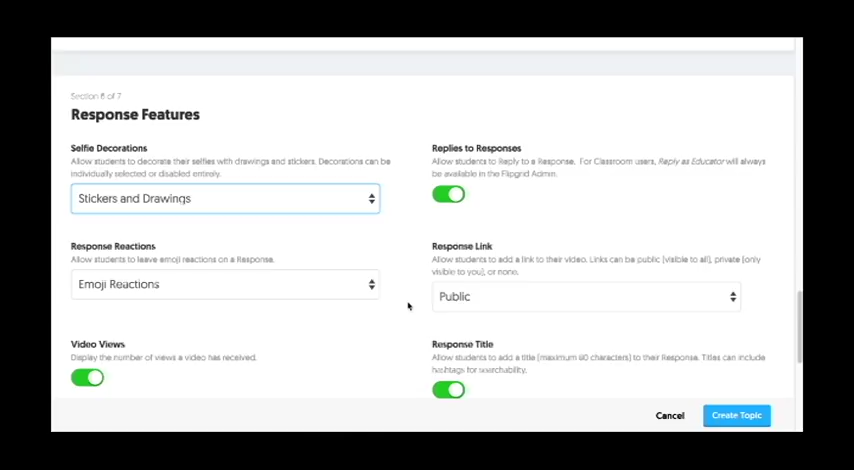 Section 6 of 7
Response Features
Selfie Decorations
Allow students to decorate their selfies with drawings and stickers. Decorations can be
individually selected or disabled entirely.
Stickers and Drawings
Replies to Responses
Allow students to Reply to a Response. For Classroom users, Reply as Educator will always
be available in the Flipgrid Admin.
Response Reactions
Allow students to leave emoji reactions on a Response.
Emoji Reactions
Response Link
Allow students to add a link to their video. Links can be public (visible to all), private (only
visible to you), or none.
Public
Video Views
Display the number of views a video has received.
Response Title
Allow students to add a title (maximum 60 characters) to their Response. Titles can include
hashtags for searchability.
Cancel
Create Topic